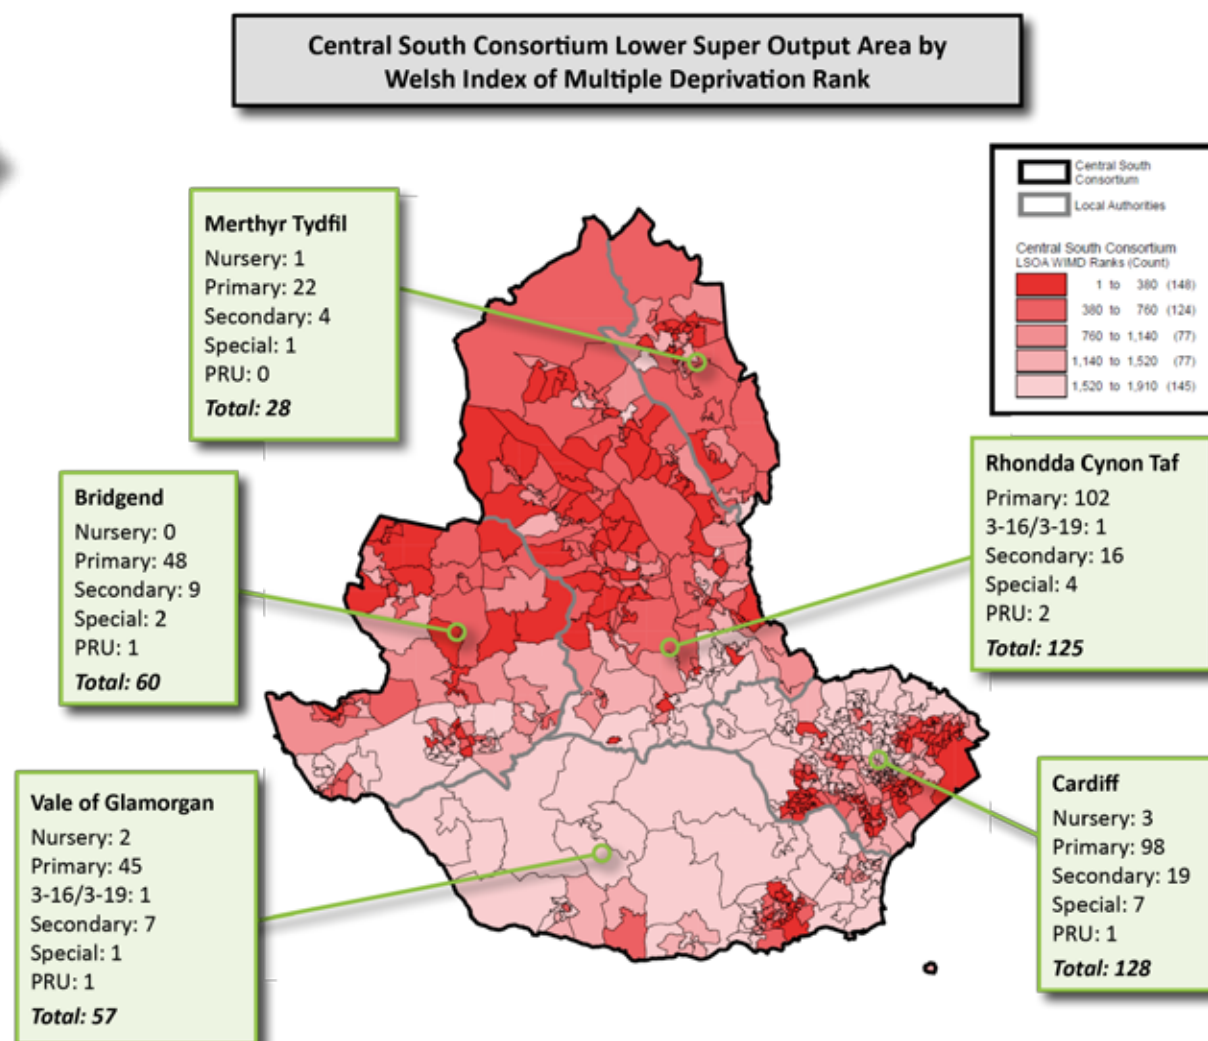 Central South Consortium Lower Super Output Area by
Welsh Index of Multiple Deprivation Rank
Central South
Consortium
Local Authorities
Central South Consortium
LSOA WIMD Ranks (Count)
1 to 380 (148)
380 to 760 (124)
760 to 1,140 (77)
1,140 to 1,520 (77)
1,520 to 1,910 (145)
Merthyr Tydfil
Nursery: 1
Primary: 22
Secondary: 4
Special: 1
PRU: 0
Total: 28
Bridgend
Nursery: 0
Primary: 48
Secondary: 9
Special: 2
PRU: 1
Total: 60
Rhondda Cynon Taf
Primary: 102
3-16/3-19: 1
Secondary: 16
Special: 4
PRU: 2
Total: 125
Vale of Glamorgan
Nursery: 2
Primary: 45
3-16/3-19: 1
Secondary: 7
Special: 1
PRU: 1
Total: 57
Cardiff
Nursery: 3
Primary: 98
Secondary: 19
Special: 7
PRU: 1
Total: 128